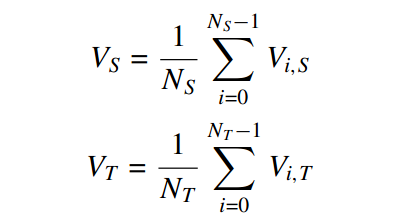 V_S = \frac{1}{N_S} \sum_{i=0}^{N_S-1} V_{i,S}
V_T = \frac{1}{N_T} \sum_{i=0}^{N_T-1} V_{i,T}